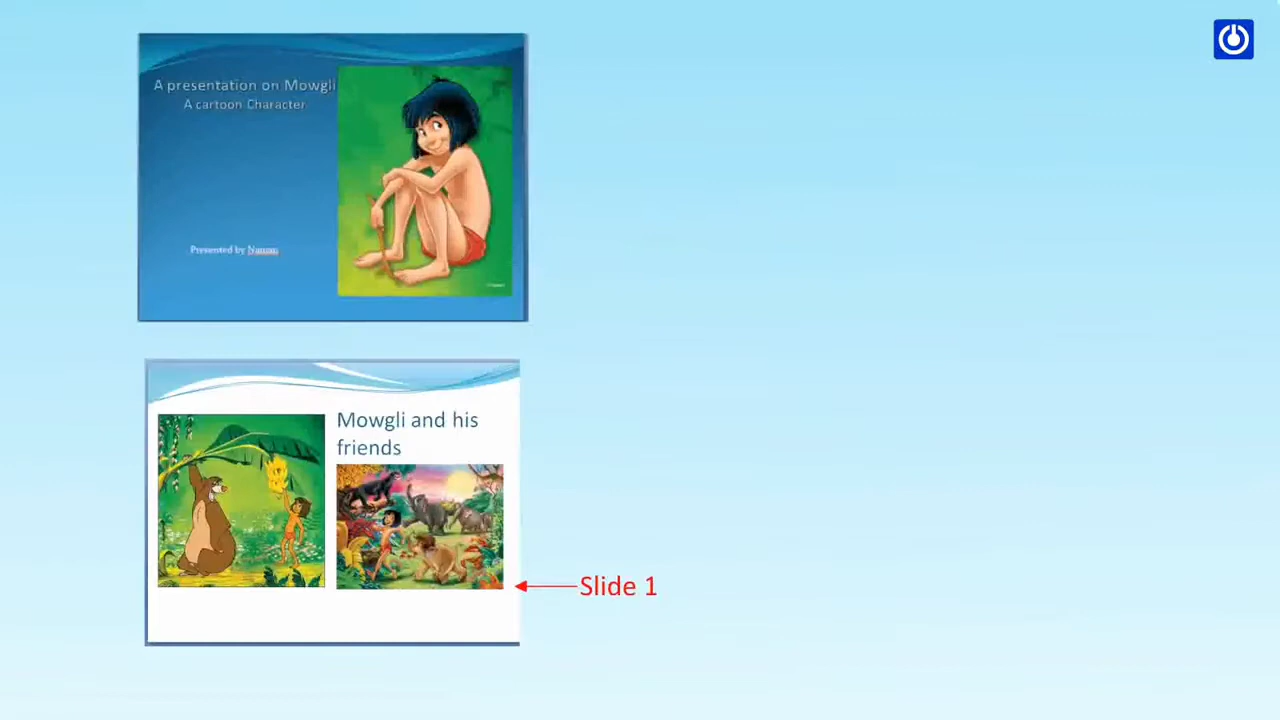 A presentation on Mowgli
A cartoon Character
Presented by Naman
Mowgli and his
friends
Slide 1